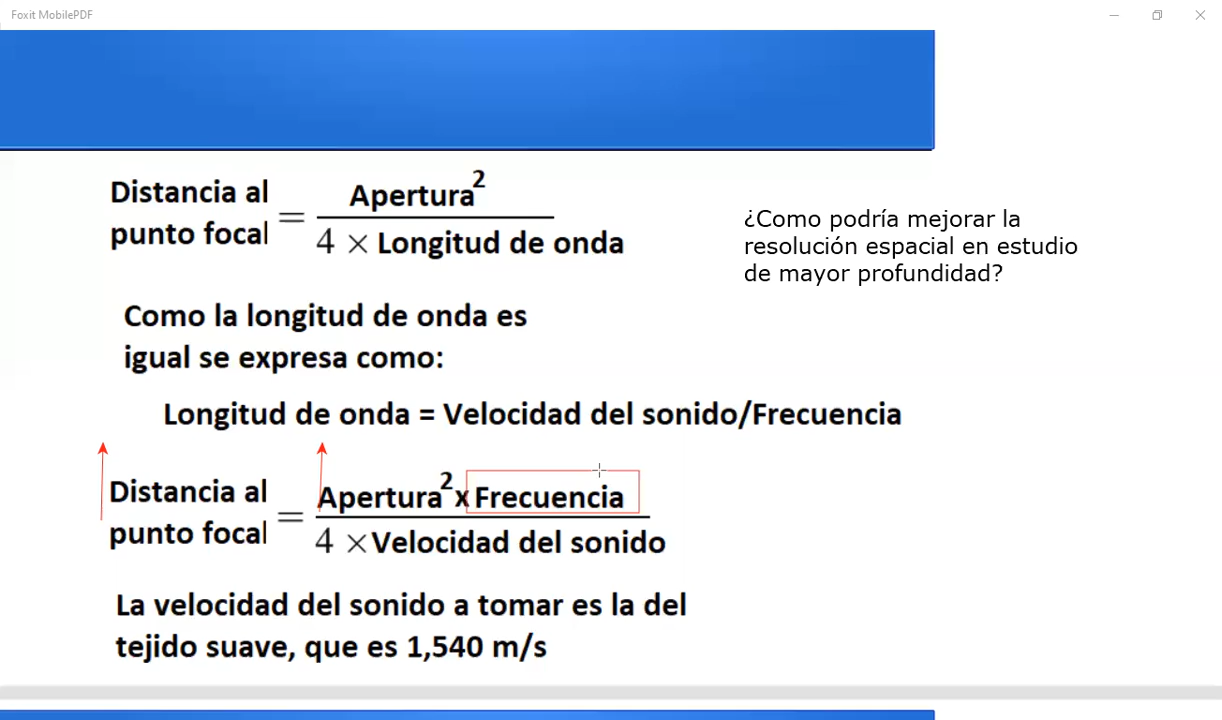 Foxit MobilePDF
Distancia al
punto focal
=
Apertura²
4 × Longitud de onda
¿Como podría mejorar la
resolución espacial en estudio
de mayor profundidad?
Como la longitud de onda es
igual se expresa como:
Longitud de onda = Velocidad del sonido/Frecuencia
Distancia al
punto focal
=
Apertura² x Frecuencia
4 × Velocidad del sonido
La velocidad del sonido a tomar es la del
tejido suave, que es 1,540 m/s